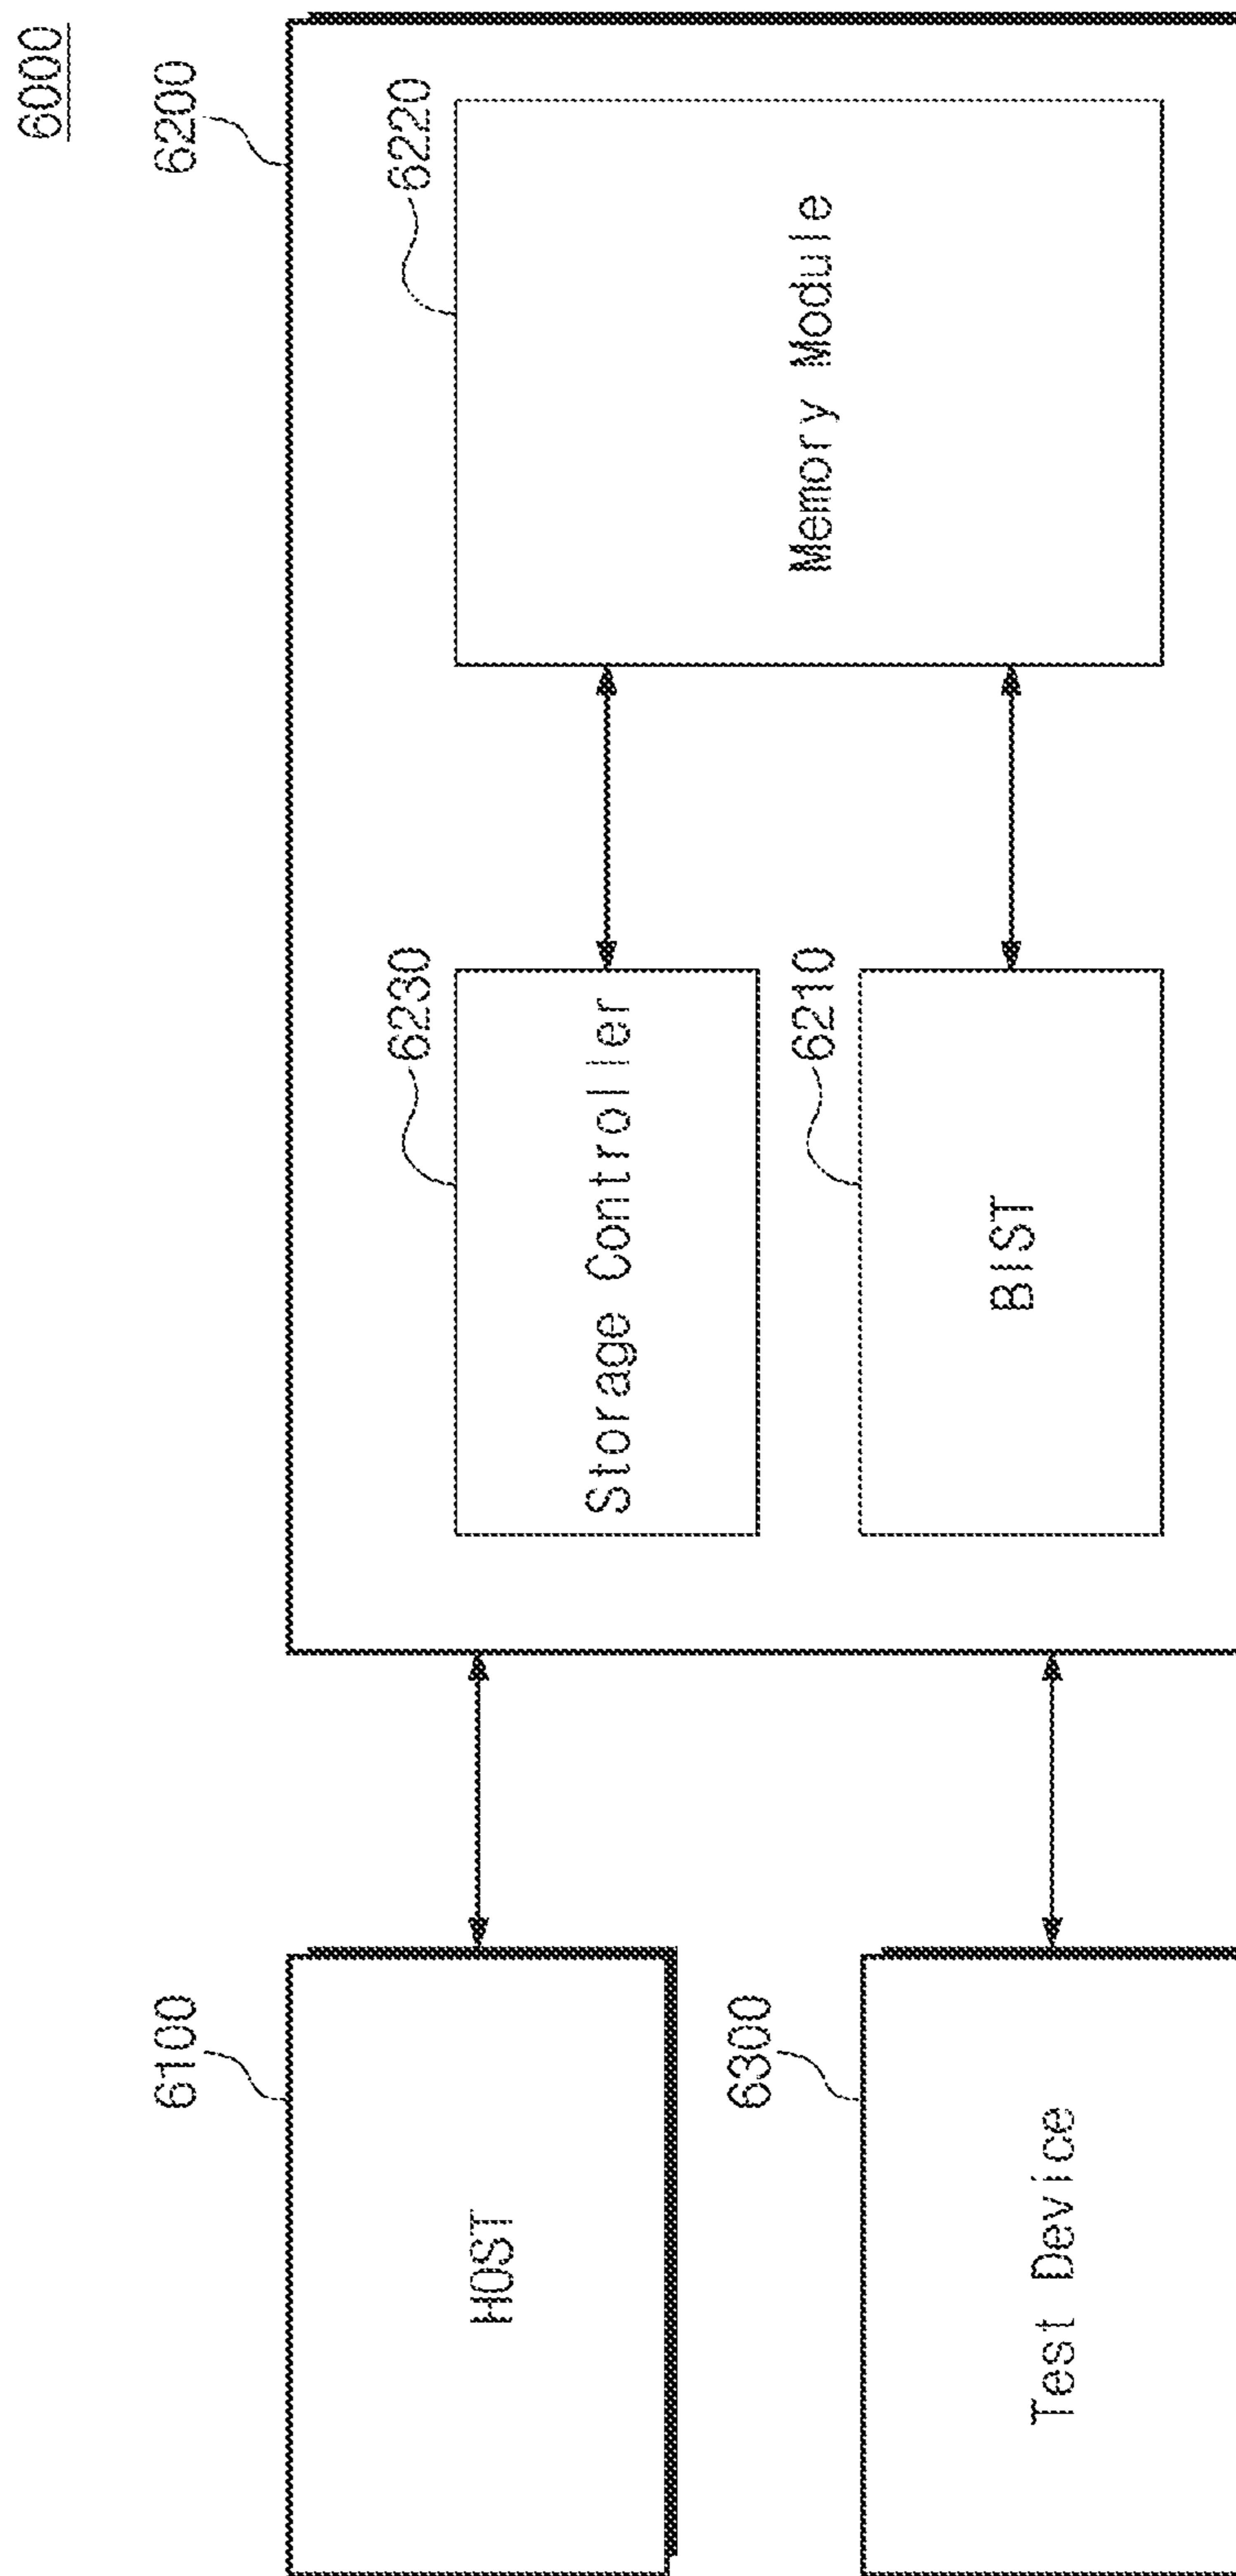 6000
6100
HOST
6200
6230
Storage Controller
6220
Memory Module
6300
Test Device
6210
BIST